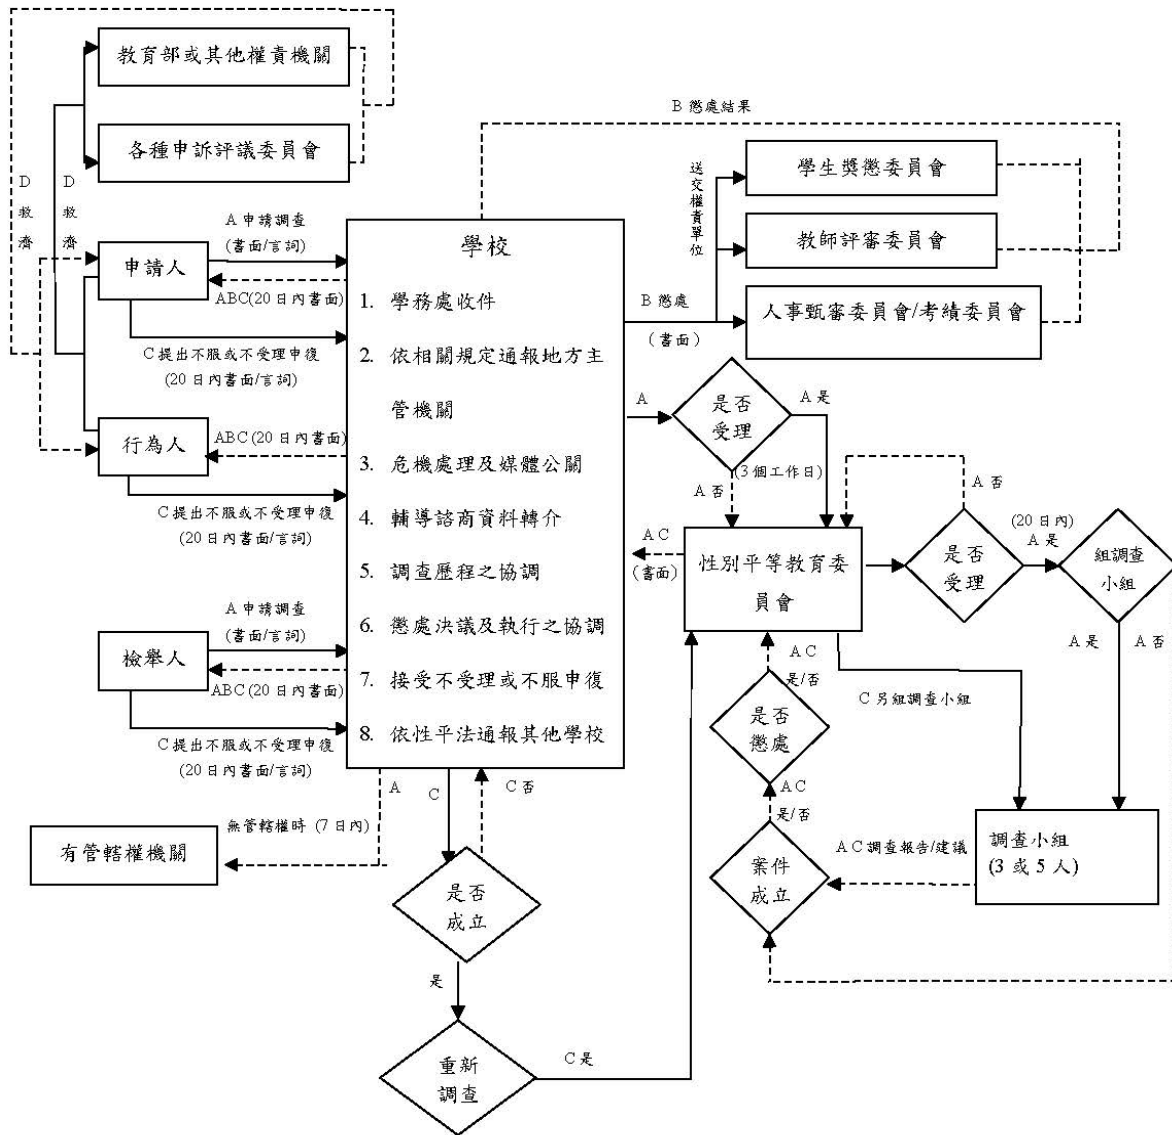 教育部或其他權責機關
各種申訴評議委員會
D 救濟
D 救濟
B 懲處結果
送交權責單位
學生獎懲委員會
教師評審委員會
人事甄審委員會/考績委員會
B 懲處
(書面)
A 申請調查
(書面/言詞)
申請人
ABC(20 日內書面)
C 提出不服或不受理申復
(20 日內書面/言詞)
行為人
ABC (20 日內書面)
C 提出不服或不受理申復
(20 日內書面/言詞)
A 申請調查
(書面/言詞)
檢舉人
ABC (20 日內書面)
C 提出不服或不受理申復
(20 日內書面/言詞)
學校
1. 學務處收件
2. 依相關規定通報地方主
管機關
3. 危機處理及媒體公關
4. 輔導諮商資料轉介
5. 調查歷程之協調
6. 懲處決議及執行之協調
7. 接受不受理或不服申復
8. 依性平法通報其他學校
A
是否
受理
A 是
(3 個工作日)
A 否
A C
(書面)
性別平等教育委
員會
A 否
是否
受理
(20 日內)
A 是
組調查
小組
A 是
A 否
C 另組調查小組
A C
是/否
是否
懲處
A C
是/否
案件
成立
A C 調查報告/建議
調查小組
(3 或 5 人)
A
無管轄權時 (7 日內)
有管轄權機關
C
C 否
是否
成立
是
重新
調查
C 是